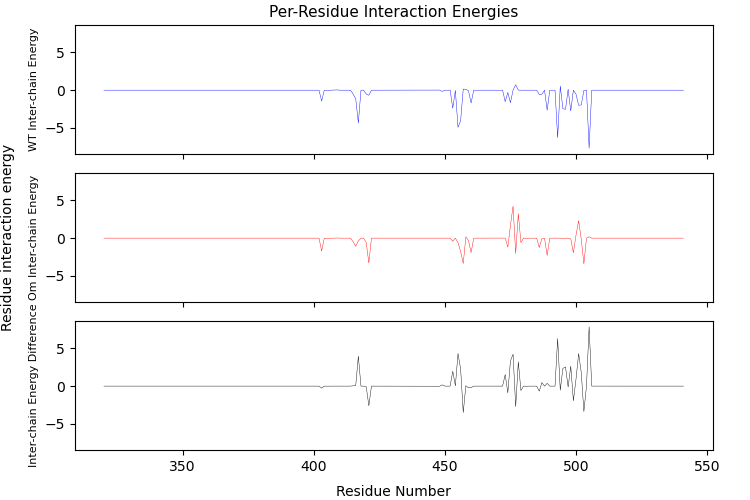 Per-Residue Interaction Energies
Residue interaction energy
WT Inter-chain Energy
5
0
−5
Om Inter-chain Energy
5
0
−5
Inter-chain Energy Difference
5
0
−5
350
400
450
500
550
Residue Number